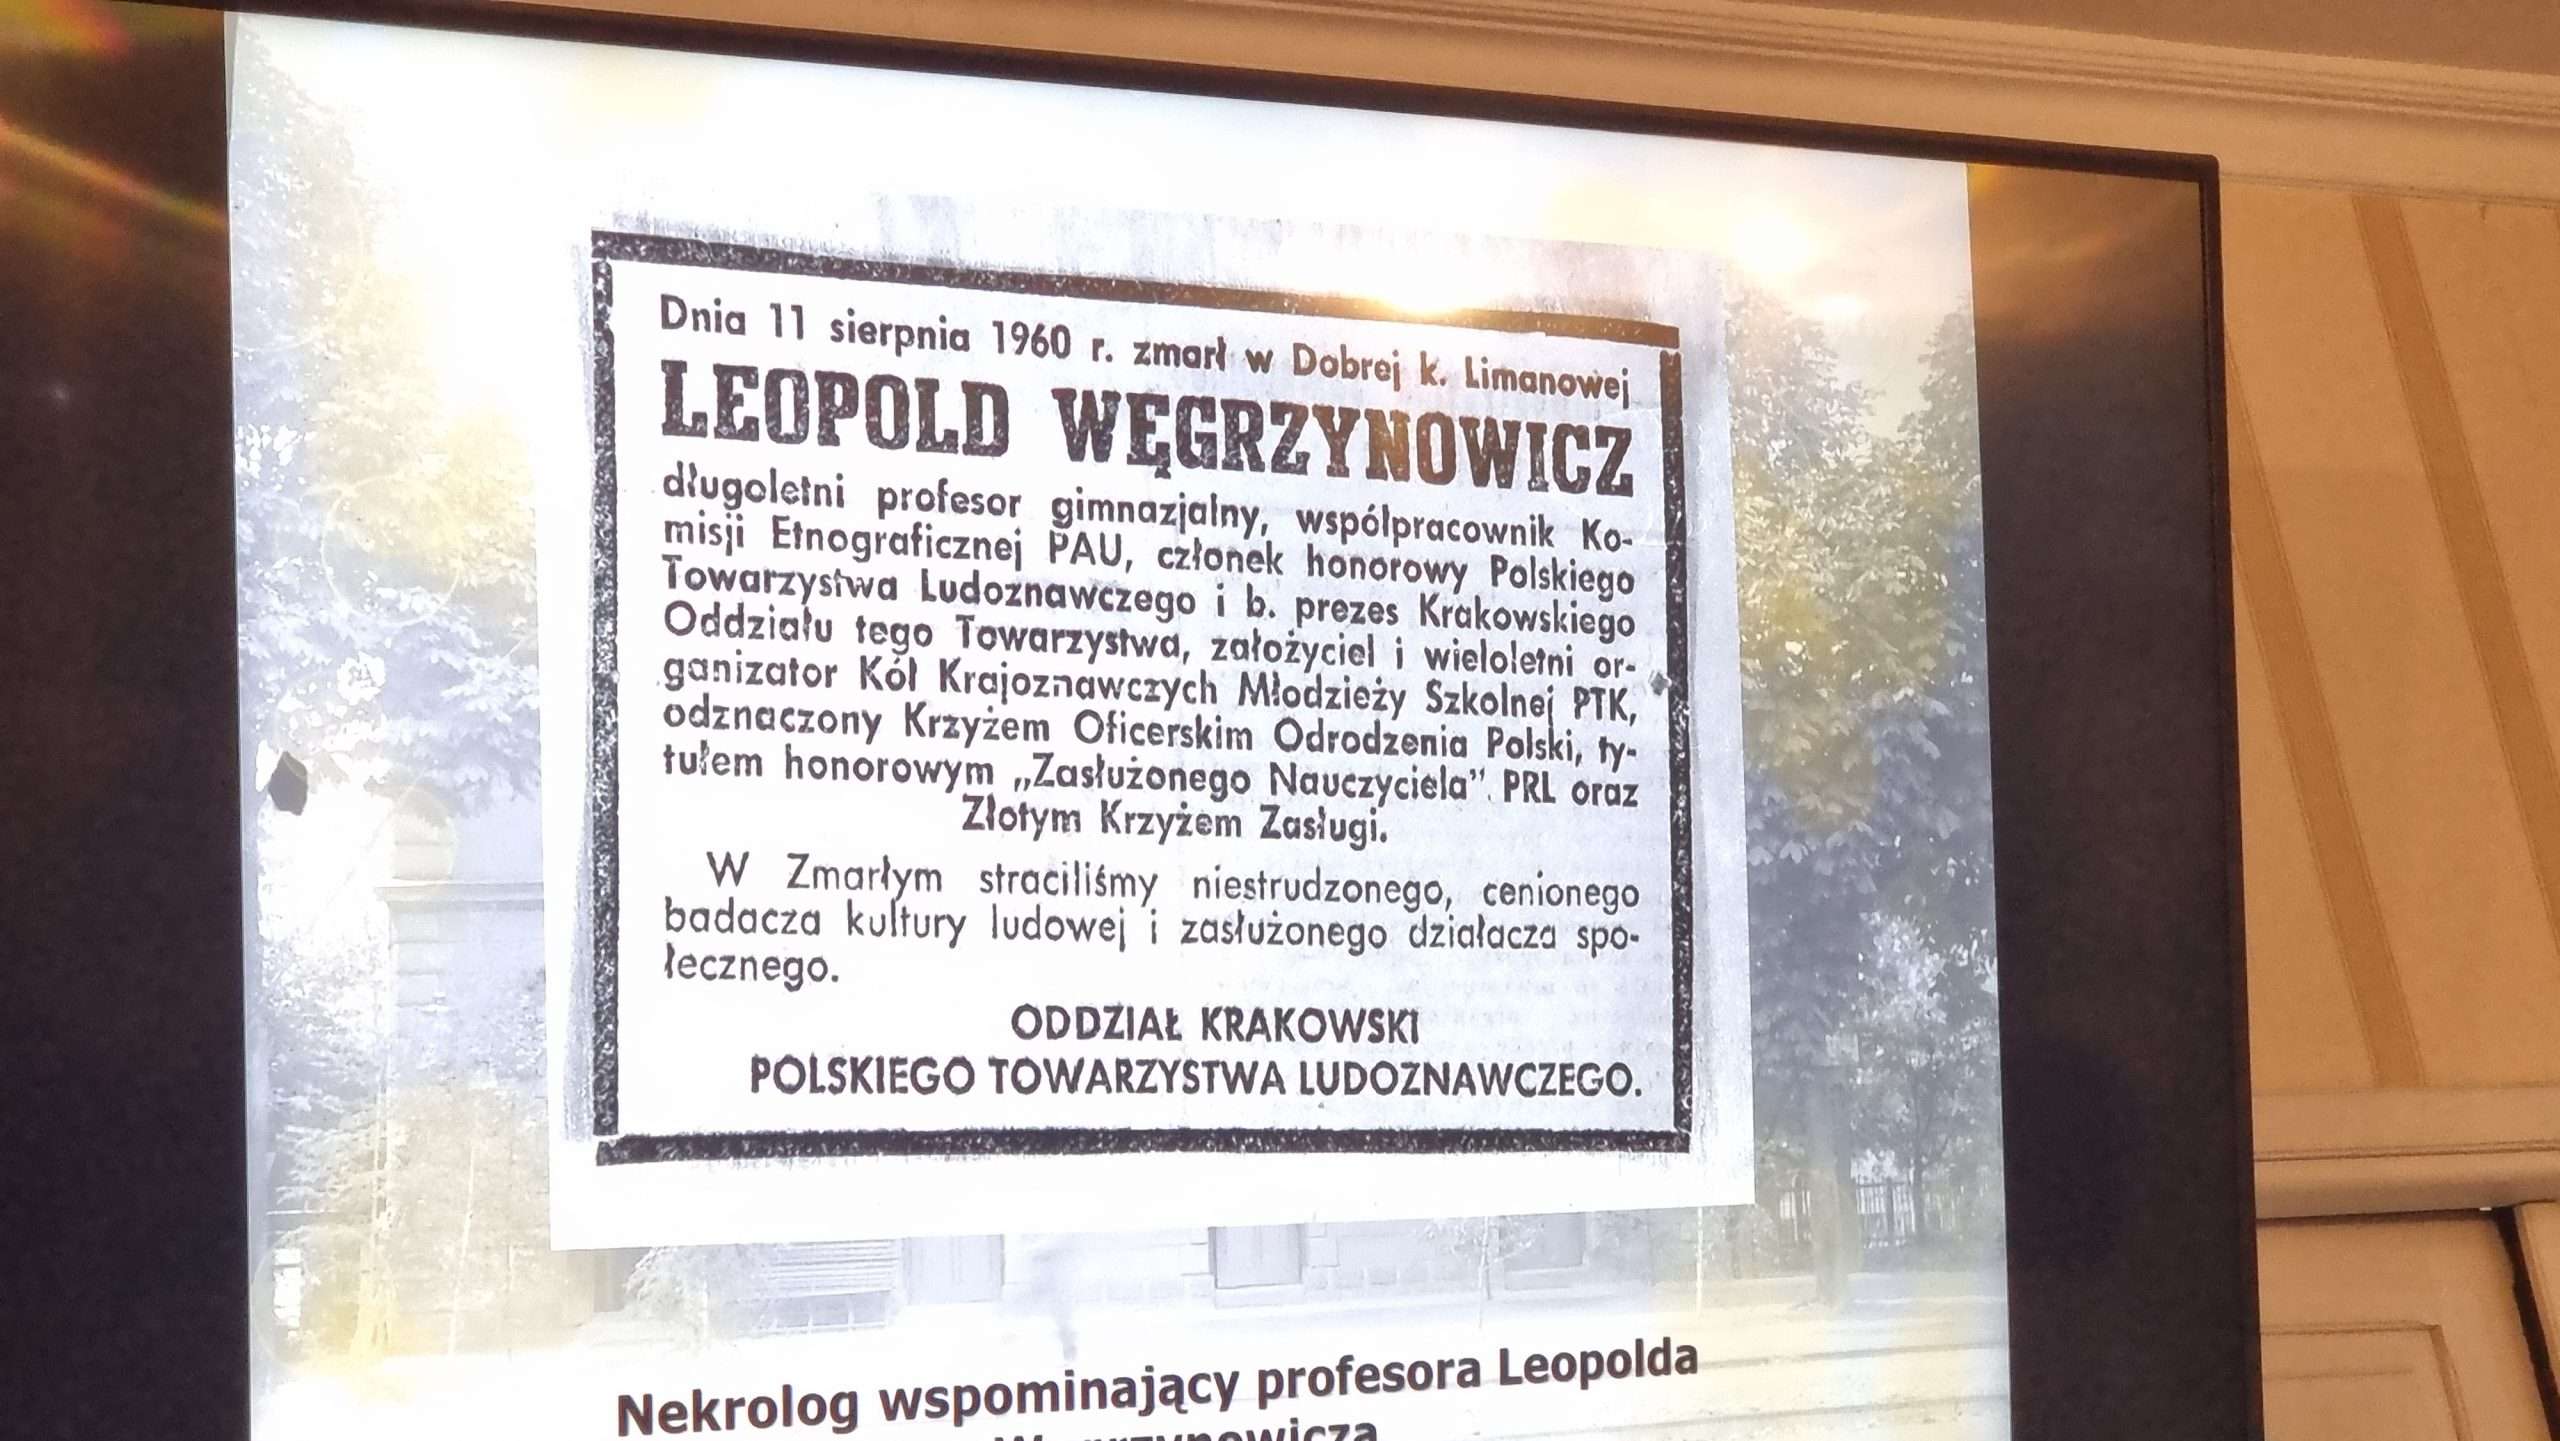 Dnia 11 sierpnia 1960 r. zmarł w Dobrej k. Limanowej
LEOPOLD WĘGRZYNOWICZ
długoletni profesor gimnazjalny, współpracownik Ko-
misji Etnograficznej PAU, członek honorowy Polskiego
Towarzystwa Ludoznawczego i b. prezes Krakowskiego
Oddziału tego Towarzystwa, założyciel i wieloletni or-
ganizator Kół Krajoznawczych Młodzieży Szkolnej PTK,
odznaczony Krzyżem Oficerskim Odrodzenia Polski, ty-
tułem honorowym „Zasłużonego Nauczyciela” PRL oraz
Złotym Krzyżem Zasługi.
W Zmarłym straciliśmy niestrudzonego, cenionego
badacza kultury ludowej i zasłużonego działacza spo-
łecznego.
ODDZIAŁ KRAKOWSKI
POLSKIEGO TOWARZYSTWA LUDOZNAWCZEGO.
Nekrolog wspominający profesora Leopolda
Węgrzynowicza